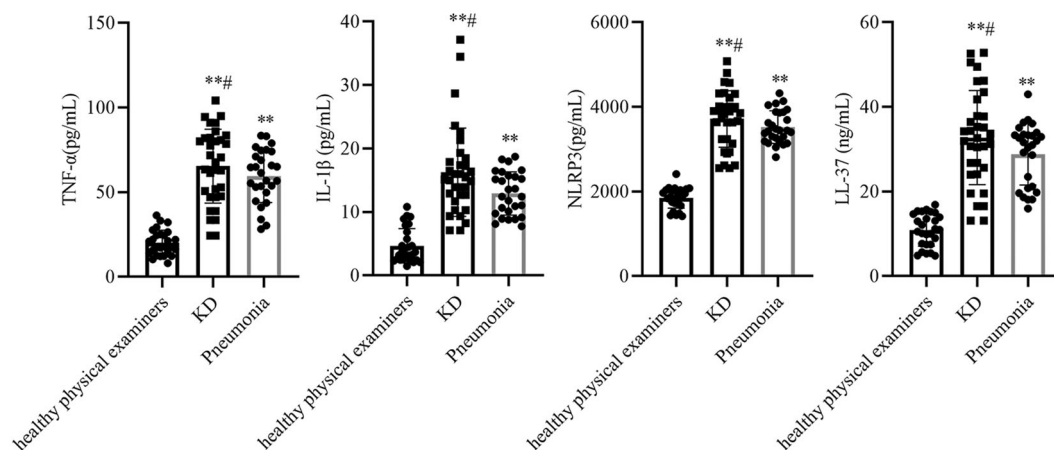 TNF-α(pg/mL)
150
100
50
0
**#
**
healthy physical examiners
KD
Pneumonia
IL-1β (pg/mL)
40
30
20
10
0
**#
**
healthy physical examiners
KD
Pneumonia
NLRP3(pg/mL)
6000
4000
2000
0
**#
**
healthy physical examiners
KD
Pneumonia
LL-37 (ng/mL)
60
40
20
0
**#
**
healthy physical examiners
KD
Pneumonia